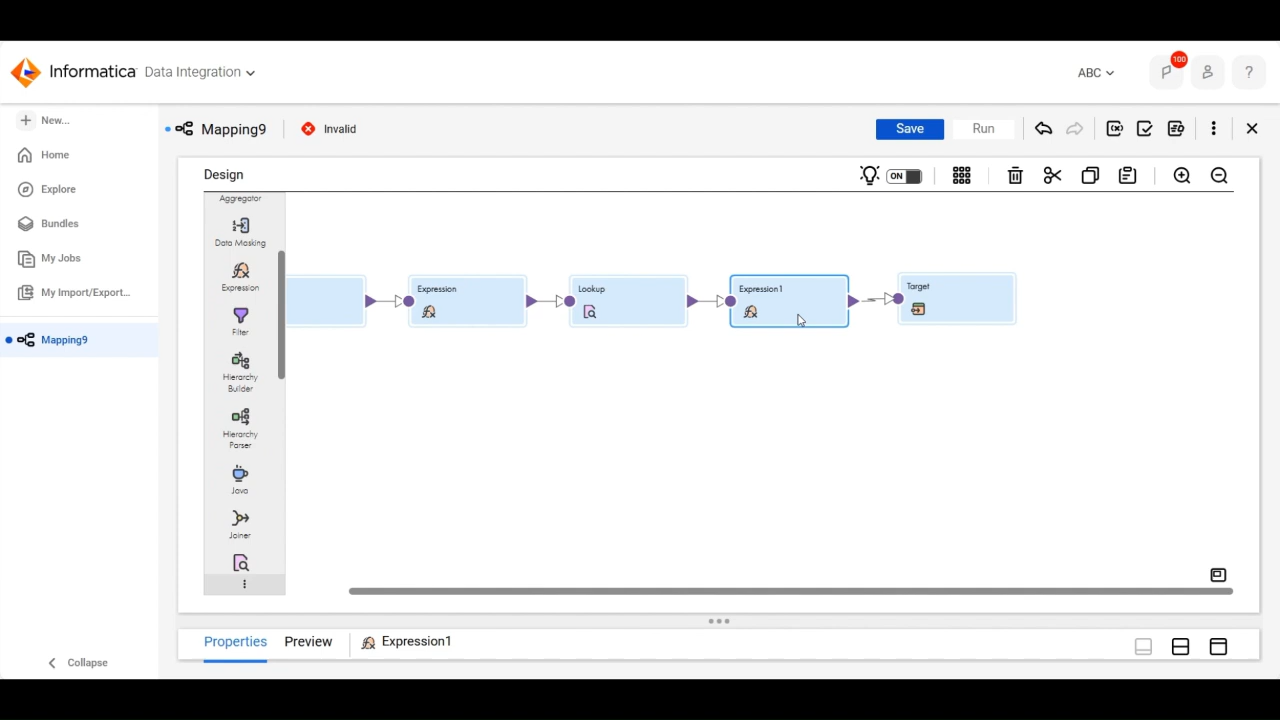 Informatica Data Integration
ABC
100
?
New...
Home
Explore
Bundles
My Jobs
My Import/Export...
Mapping9
Collapse
Mapping9
Invalid
Save
Run
Design
ON
Aggregator
Data Masking
Expression
Filter
Hierarchy
Builder
Hierarchy
Parser
Java
Joiner
Expression
Lookup
Expression1
Target
Properties
Preview
Expression1